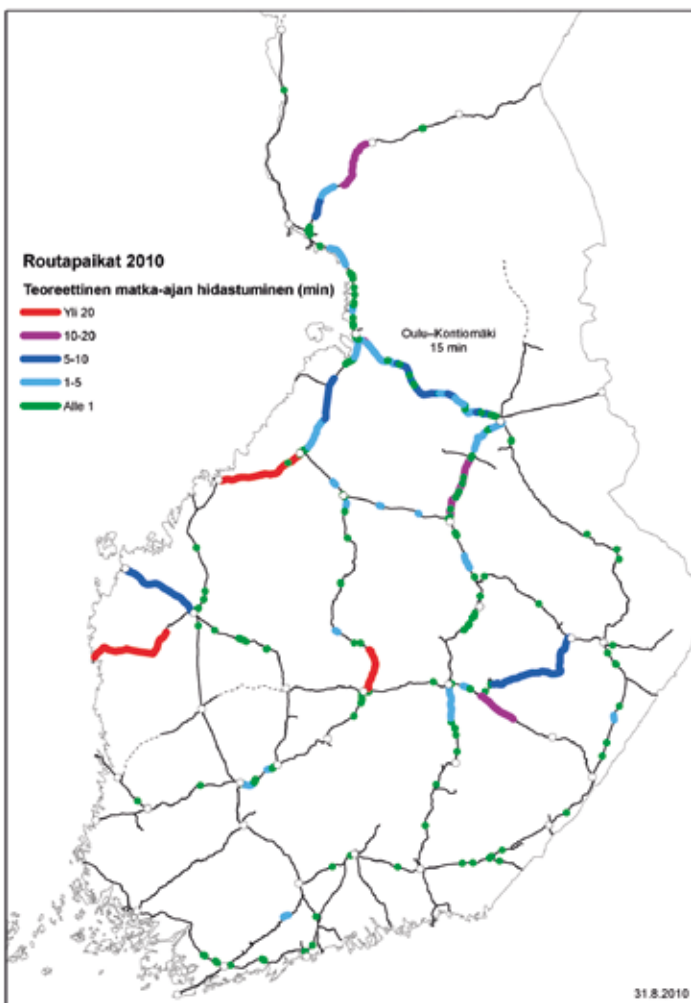 Routapaikat 2010
Teoreettinen matka-ajan hidastuminen (min)
Yli 20
10-20
5-10
1-5
Alle 1
Oulu–Kontiomäki
15 min
31.8.2010